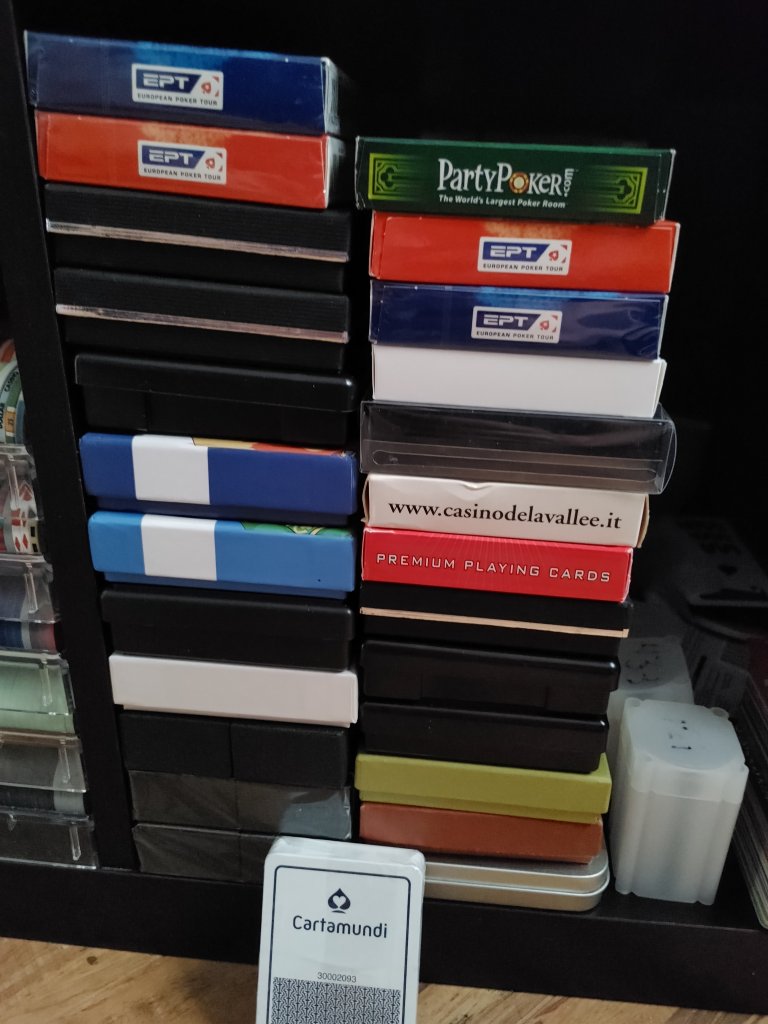 EPT
EUROPEAN POKER TOUR
EPT
EUROPEAN POKER TOUR
PARTYPOKER.com
The World's Largest Poker Room
EPT
EUROPEAN POKER TOUR
EPT
EUROPEAN POKER TOUR
www.casinodelavallee.it
PREMIUM PLAYING CARDS
Cartamundi
30002093